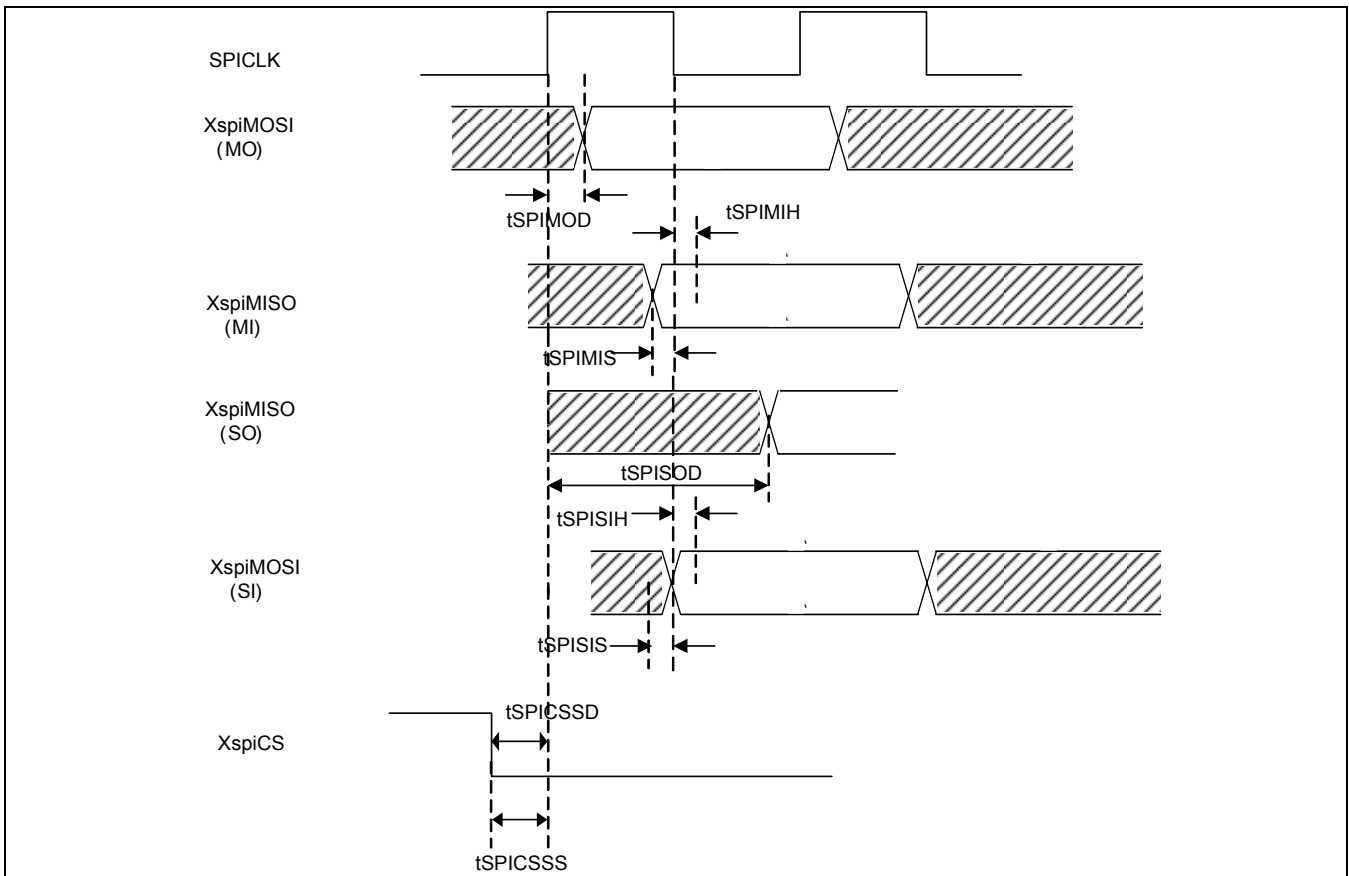 SPICLK
XspiMOSI
(MO)
tSPIMOD
tSPIMIH
XspiMISO
(MI)
tSPIMIS
XspiMISO
(SO)
tSPISOD
tSPISIH
XspiMOSI
(SI)
tSPISIS
tSPICSSD
XspiCS
tSPICSSS